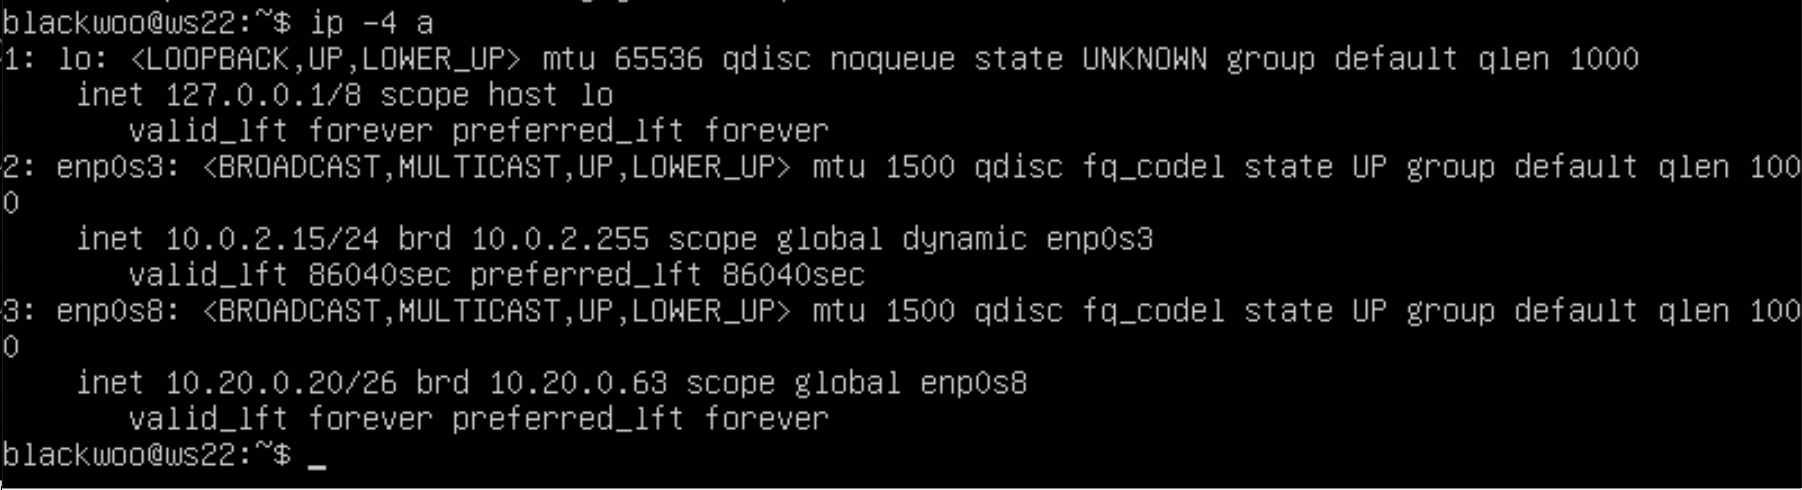 blackwoo@ws22:~$ ip -4 a
1: lo: <LOOPBACK,UP,LOWER_UP> mtu 65536 qdisc noqueue state UNKNOWN group default qlen 1000
    inet 127.0.0.1/8 scope host lo
       valid_lft forever preferred_lft forever
2: enp0s3: <BROADCAST,MULTICAST,UP,LOWER_UP> mtu 1500 qdisc fq_codel state UP group default qlen 100
0
    inet 10.0.2.15/24 brd 10.0.2.255 scope global dynamic enp0s3
       valid_lft 86040sec preferred_lft 86040sec
3: enp0s8: <BROADCAST,MULTICAST,UP,LOWER_UP> mtu 1500 qdisc fq_codel state UP group default qlen 100
0
    inet 10.20.0.20/26 brd 10.20.0.63 scope global enp0s8
       valid_lft forever preferred_lft forever
blackwoo@ws22:~$ _